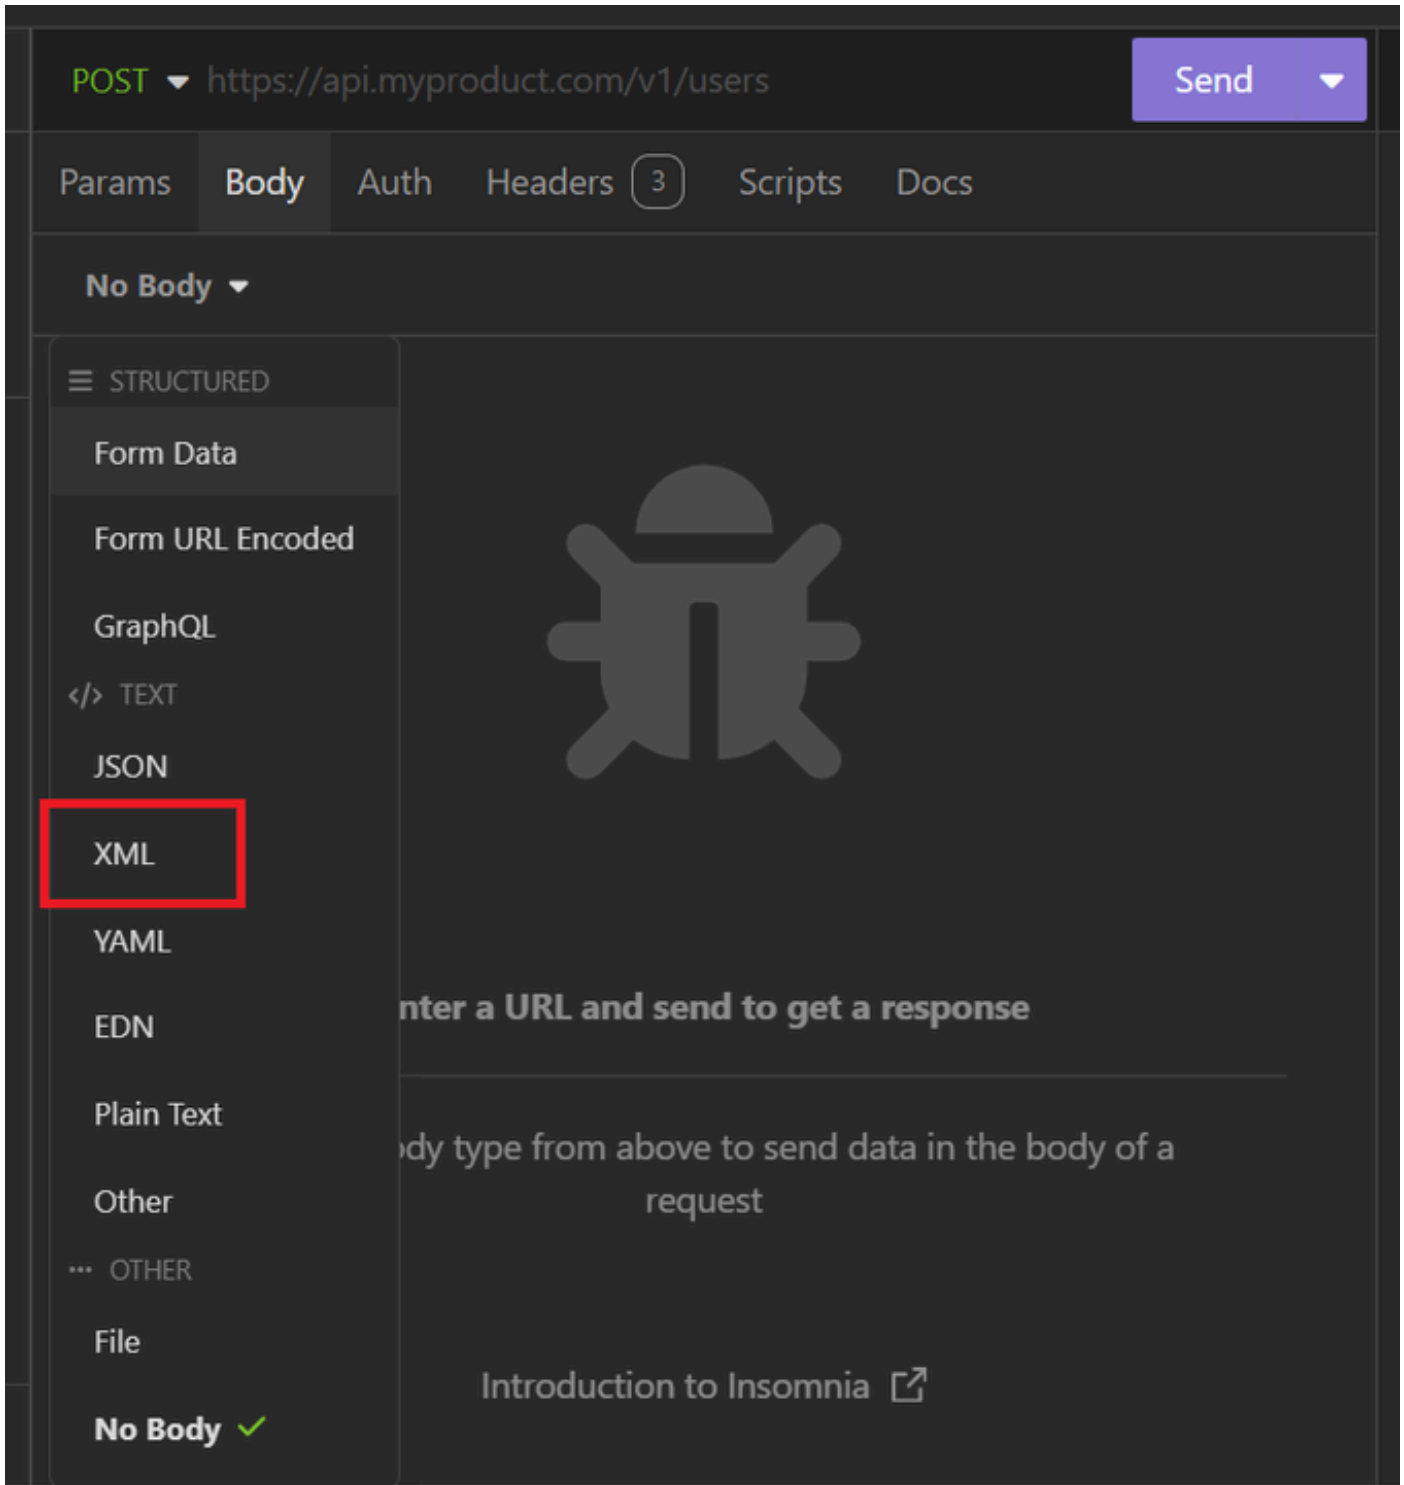 POST https://api.myproduct.com/v1/users Send
Params Body Auth Headers 3 Scripts Docs
No Body
STRUCTURED
Form Data
Form URL Encoded
GraphQL
</> TEXT
JSON
XML
YAML
EDN
Plain Text
Other
OTHER
File
No Body
nter a URL and send to get a response
ody type from above to send data in the body of a
request
Introduction to Insomnia